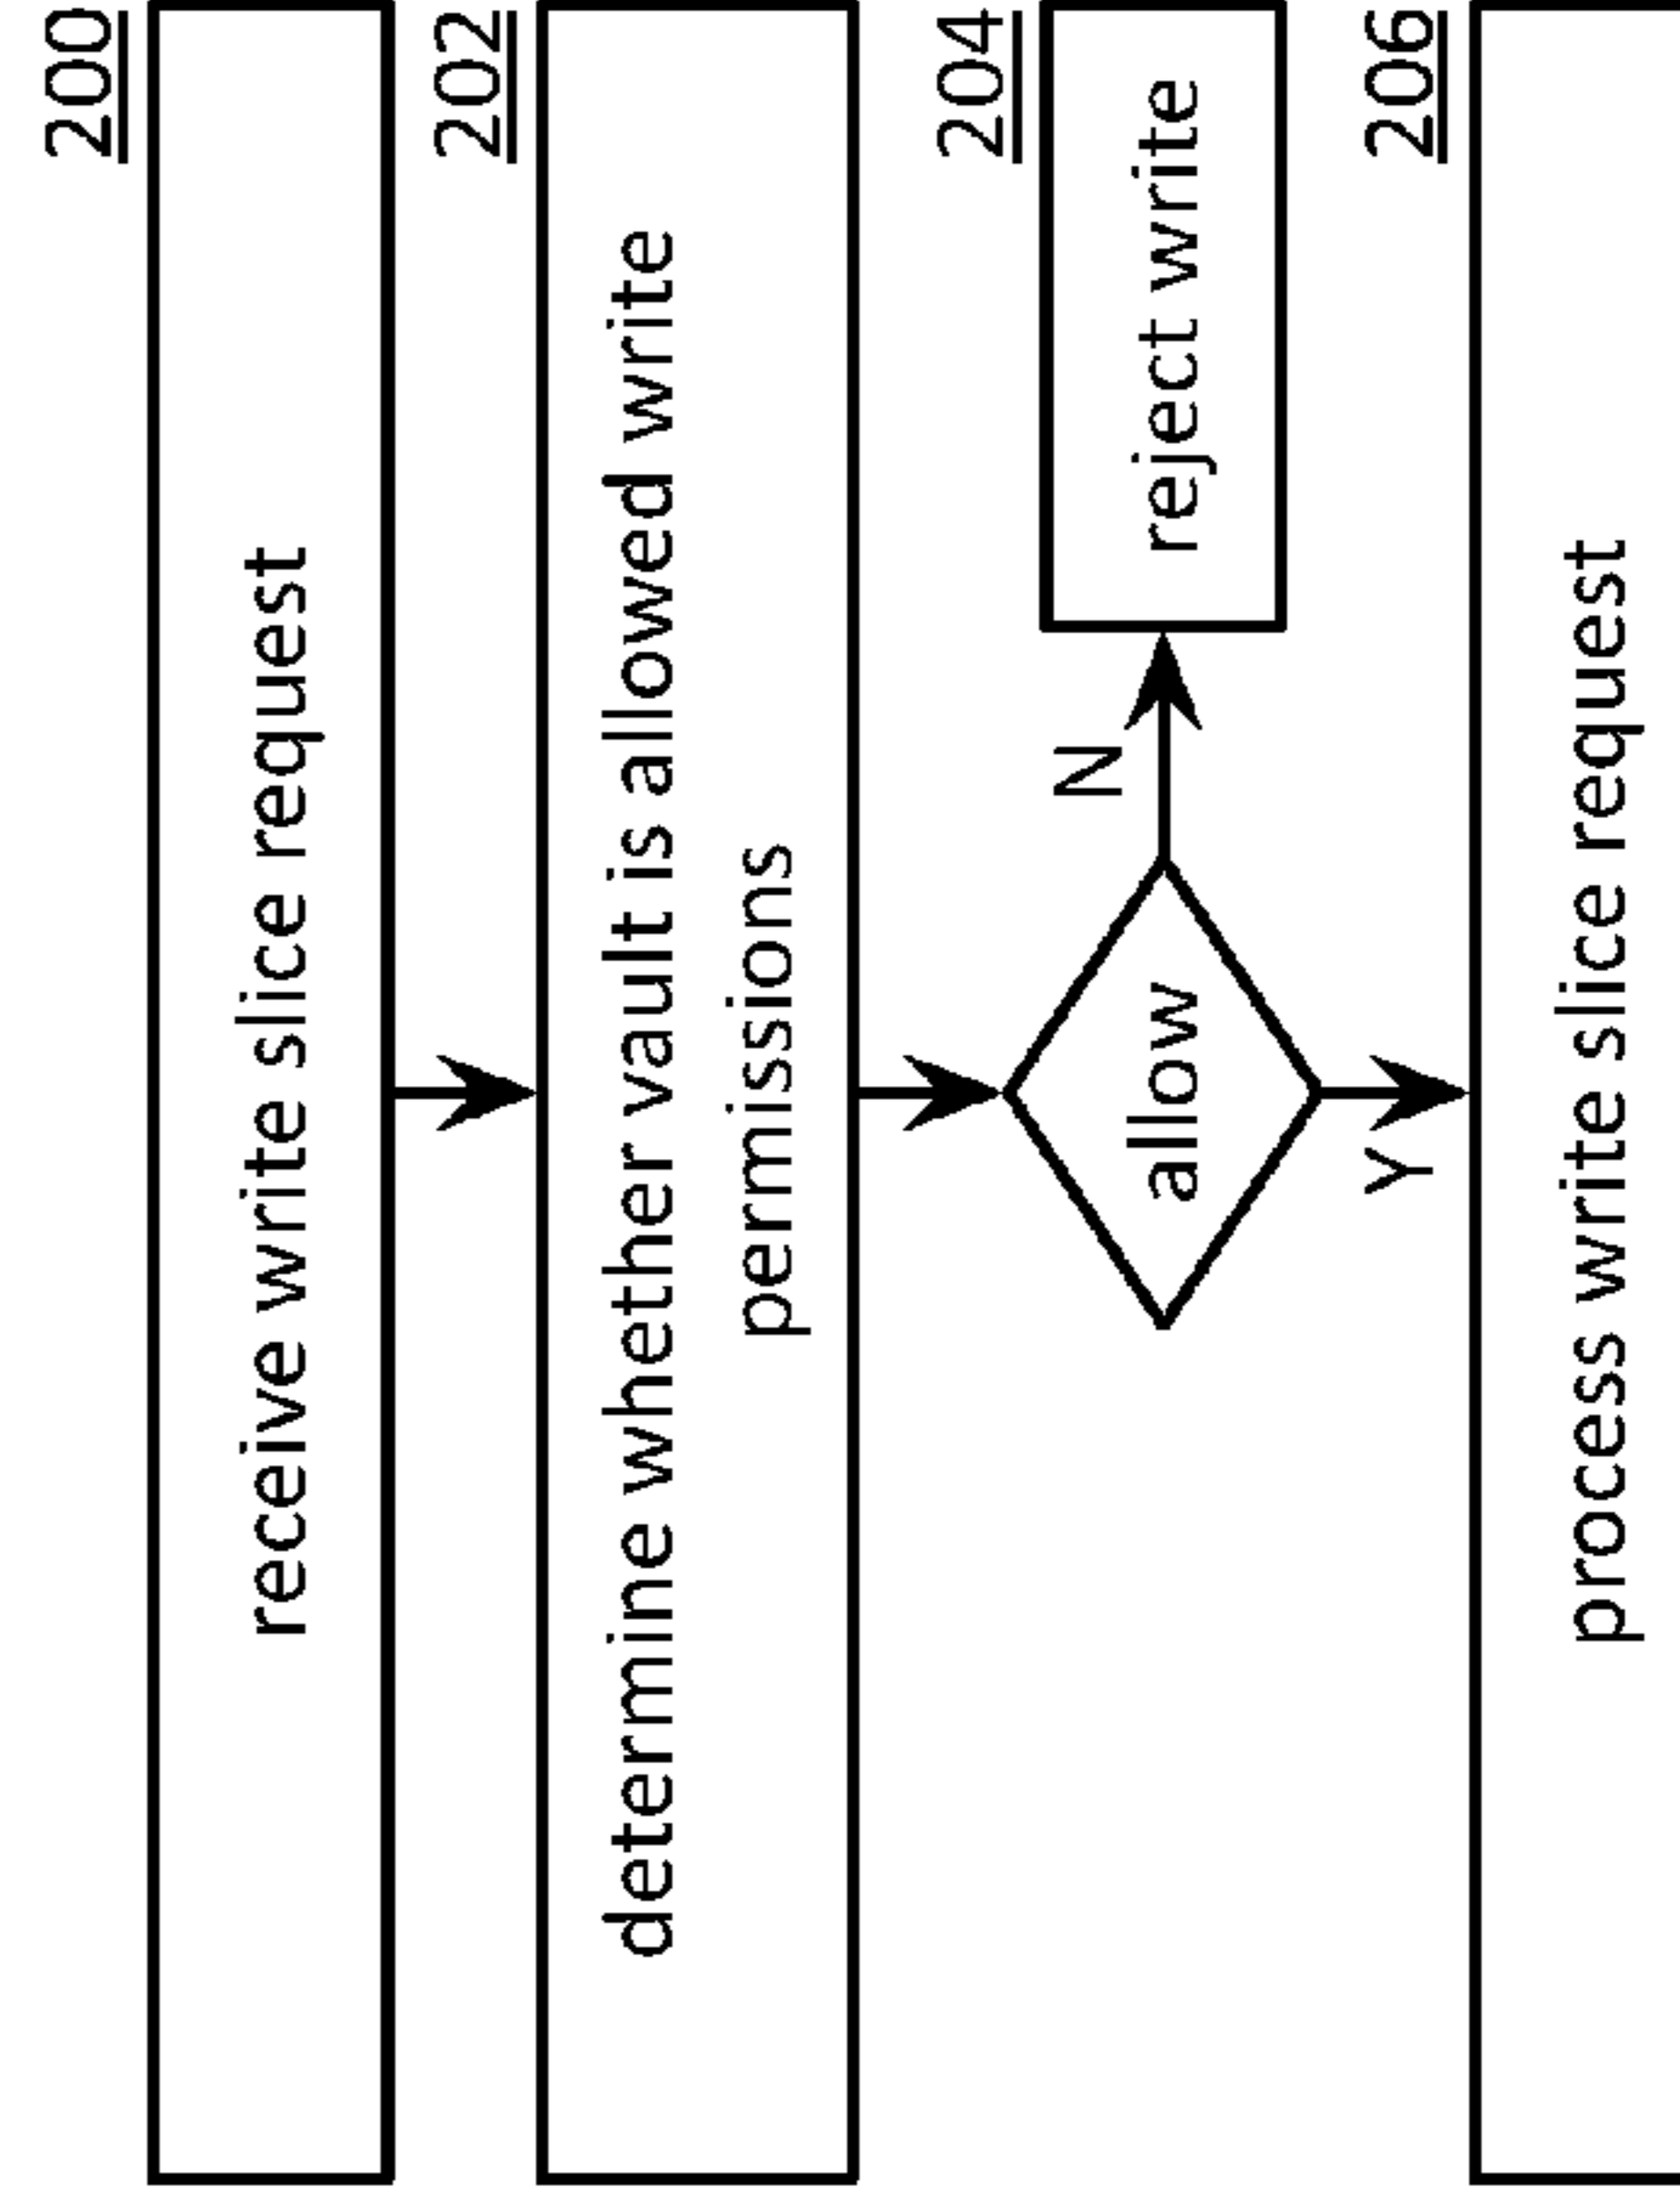 200
receive write slice request
202
determine whether vault is allowed write
permissions
204
allow
N
reject write
Y
206
process write slice request